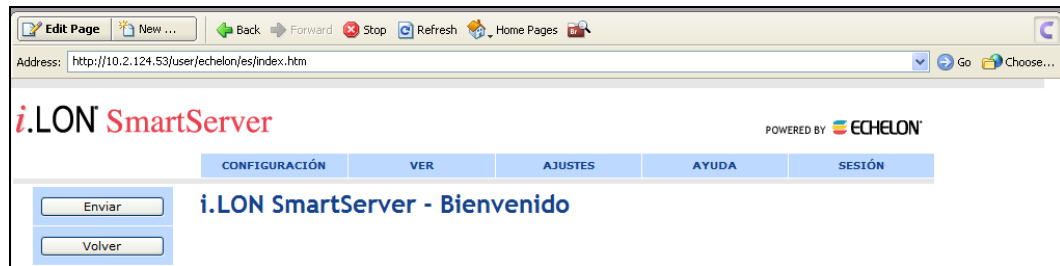 Edit Page New ... Back Forward Stop Refresh Home Pages
Address: http://10.2.124.53/user/echelon/es/index.htm Go Choose...
i.LON SmartServer POWERED BY ECHELON
CONFIGURACIÓN VER AJUSTES AYUDA SESIÓN
Enviar i.LON SmartServer - Bienvenido
Volver